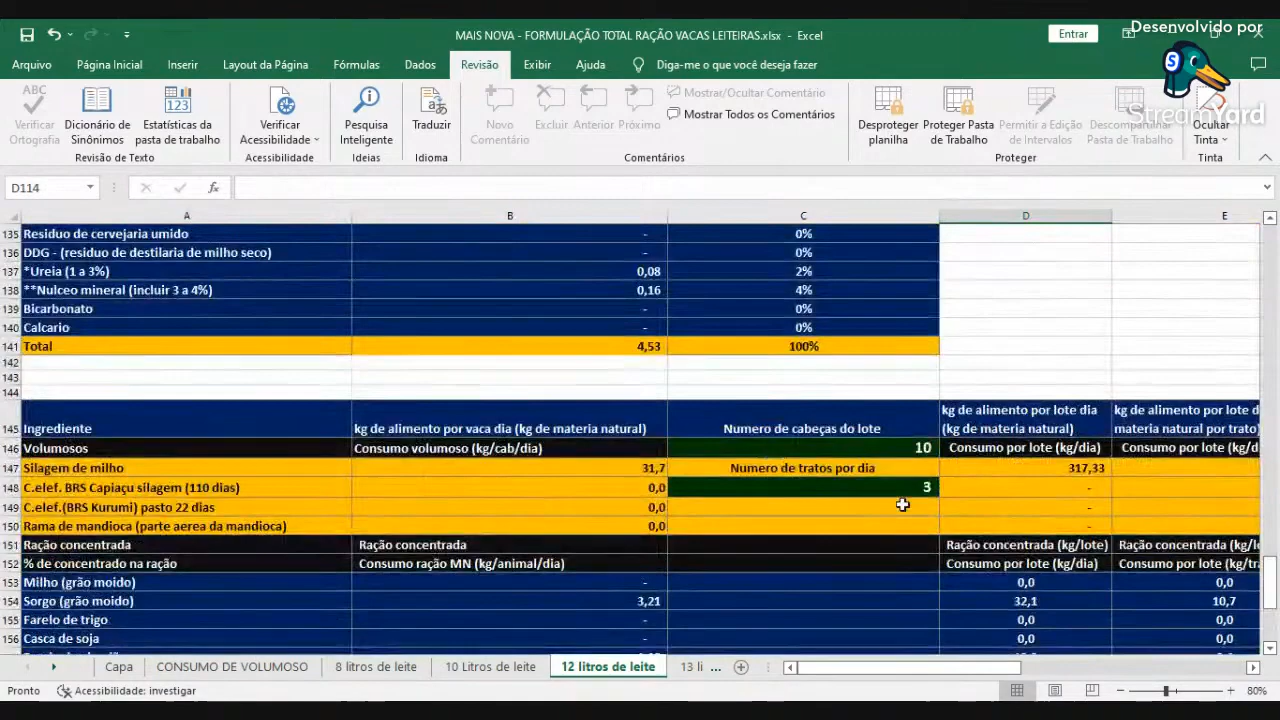 Desenvolvido por
StreamYard
MAIS NOVA - FORMULAÇÃO TOTAL RAÇÃO VACAS LEITEIRAS.xlsx - Excel
Entrar
Arquivo Página Inicial Inserir Layout da Página Fórmulas Dados Revisão Exibir Ajuda Diga-me o que você deseja fazer
Verificar Ortografia
Dicionário de Sinônimos
Estatísticas da pasta de trabalho
Verificar Acessibilidade
Pesquisa Inteligente
Traduzir
Novo Comentário
Excluir
Anterior
Próximo
Mostrar/Ocultar Comentário
Mostrar Todos os Comentários
Desproteger planilha
Proteger Pasta de Trabalho
Permitir a Edição de Intervalos
Descompartilhar Pasta de Trabalho
Ocultar Tinta
Revisão de Texto Acessibilidade Ideias Idioma Comentários Proteger Tinta
D114 fx
A B C D E
135 Residuo de cervejaria umido - 0%
136 DDG - (residuo de destilaria de milho seco) - 0%
137 *Ureia (1 a 3%) 0,08 2%
138 **Nulceo mineral (incluir 3 a 4%) 0,16 4%
139 Bicarbonato - 0%
140 Calcario - 0%
141 Total 4,53 100%
142
143
144
kg de alimento por lote dia kg de alimento por lote d
145 Ingrediente kg de alimento por vaca dia (kg de materia natural) Numero de cabeças do lote (kg de materia natural) materia natural por trato)
146 Volumosos Consumo volumoso (kg/cab/dia) 10 Consumo por lote (kg/dia) Consumo por lote (kg/dia)
147 Silagem de milho 31,7 Numero de tratos por dia 317,33
148 C.elef. BRS Capiaçu silagem (110 dias) 0,0 3 -
149 C.elef.(BRS Kurumi) pasto 22 dias 0,0 -
150 Rama de mandioca (parte aerea da mandioca) 0,0 -
151 Ração concentrada Ração concentrada Ração concentrada (kg/lote) Ração concentrada (kg/l
152 % de concentrado na ração Consumo ração MN (kg/animal/dia) Consumo por lote (kg/dia) Consumo por lote (kg/tra
153 Milho (grão moido) - 0,0 0,0
154 Sorgo (grão moido) 3,21 32,1 10,7
155 Farelo de trigo - 0,0 0,0
156 Casca de soja - 0,0 0,0
Capa CONSUMO DE VOLUMOSO 8 litros de leite 10 Litros de leite 12 litros de leite 13 li ...
Pronto Acessibilidade: investigar 80%